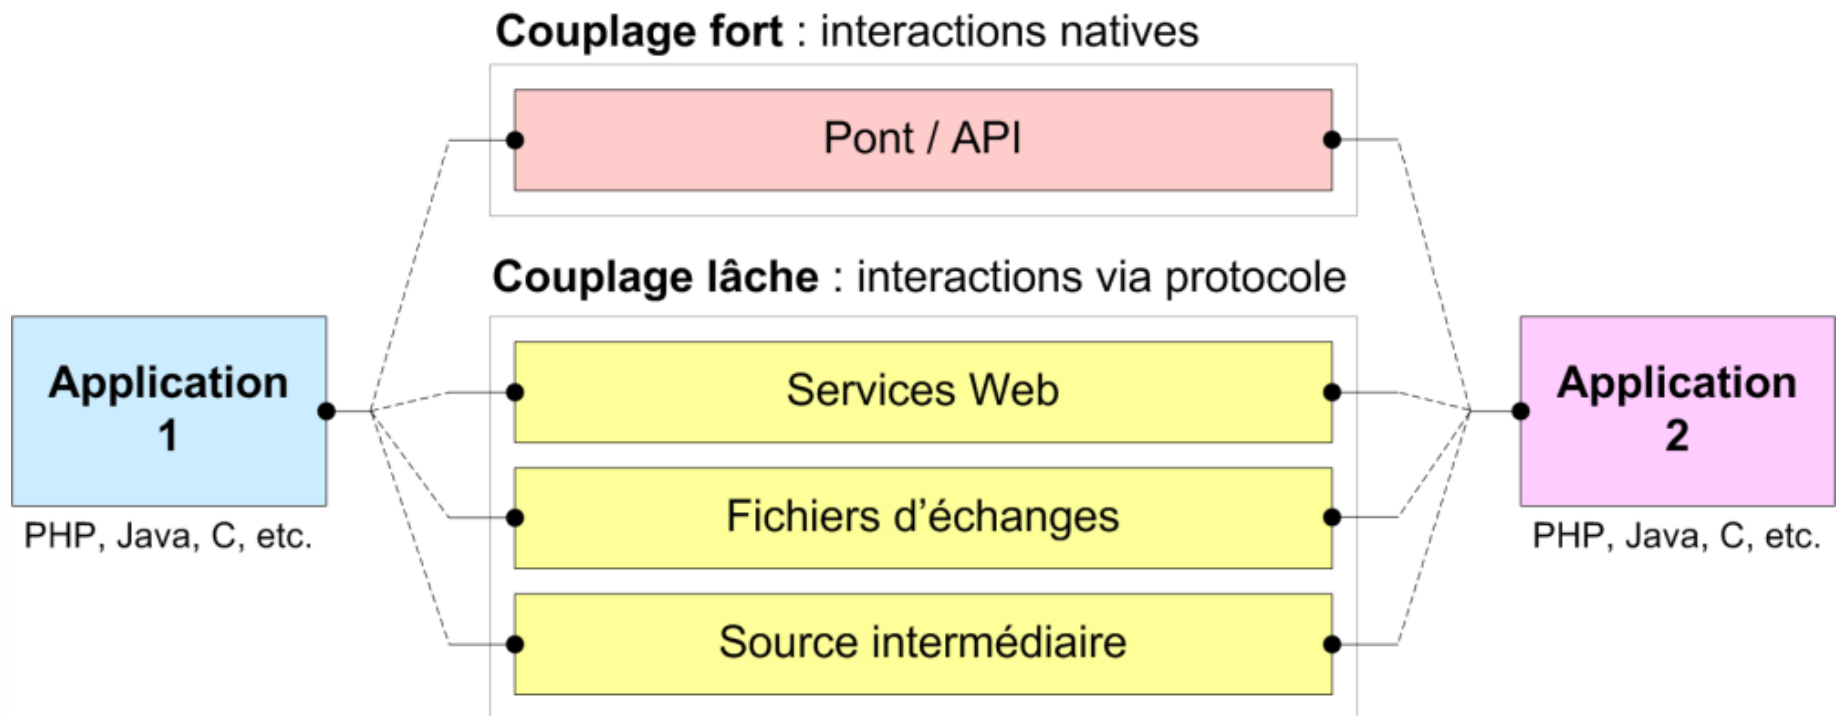 Couplage fort : interactions natives
Pont / API
Couplage lâche : interactions via protocole
Application
1
PHP, Java, C, etc.
Services Web
Fichiers d’échanges
Source intermédiaire
Application
2
PHP, Java, C, etc.